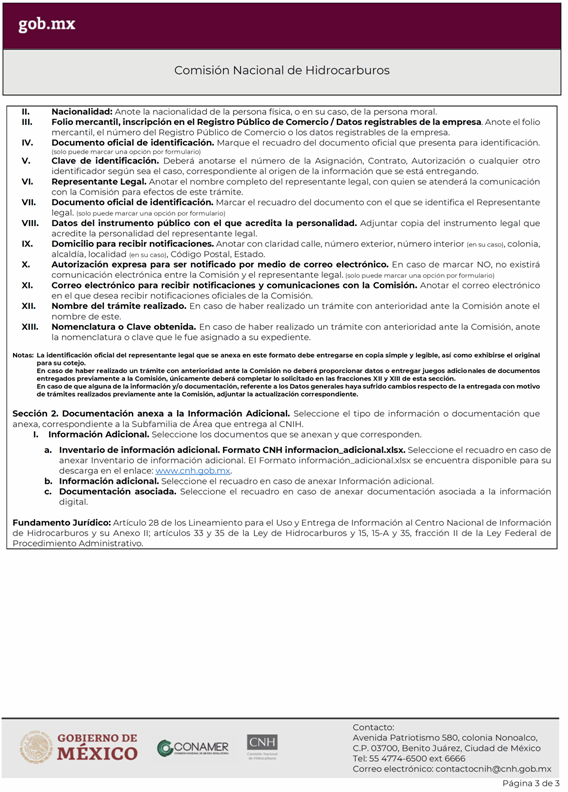 gob.mx
Comisión Nacional de Hidrocarburos
II. Nacionalidad: Anote la nacionalidad de la persona física, o en su caso, de la persona moral.
III. Folio mercantil, inscripción en el Registro Público de Comercio / Datos registrables de la empresa. Anote el folio
mercantil, el número del Registro Público de Comercio o los datos registrables de la empresa.
IV. Documento oficial de identificación. Marque el recuadro del documento oficial que presenta para identificación.
(solo puede marcar una opción por formulario)
V. Clave de identificación. Deberá anotarse el número de la Asignación, Contrato, Autorización o cualquier otro
identificador según sea el caso, correspondiente al origen de la información que se está entregando.
VI. Representante Legal. Anotar el nombre completo del representante legal, con quien se atenderá la comunicación
con la Comisión para efectos de este trámite.
VII. Documento oficial de identificación. Marcar el recuadro del documento con el que se identifica el Representante
legal. (solo puede marcar una opción por formulario)
VIII. Datos del instrumento público con el que acredita la personalidad. Adjuntar copia del instrumento legal que
acredite la personalidad del representante legal.
IX. Domicilio para recibir notificaciones. Anotar con claridad calle, número exterior, número interior (en su caso), colonia,
alcaldía, localidad (en su caso), Código Postal, Estado.
X. Autorización expresa para ser notificado por medio de correo electrónico. En caso de marcar NO, no existirá
comunicación electrónica entre la Comisión y el representante legal. (solo puede marcar una opción por formulario)
XI. Correo electrónico para recibir notificaciones y comunicaciones con la Comisión. Anotar el correo electrónico
en el que desea recibir notificaciones oficiales de la Comisión.
XII. Nombre del trámite realizado. En caso de haber realizado un trámite con anterioridad ante la Comisión anote el
nombre de este.
XIII. Nomenclatura o Clave obtenida. En caso de haber realizado un trámite con anterioridad ante la Comisión, anote
la nomenclatura o clave que le fue asignado a su expediente.
Notas: La identificación oficial del representante legal que se anexa en este formato debe entregarse en copia simple y legible, así como exhibirse el original
para su cotejo.
En caso de haber realizado un trámite con anterioridad ante la Comisión no deberá proporcionar datos o entregar juegos adicionales de documentos
entregados previamente a la Comisión, únicamente deberá completar lo solicitado en las fracciones XII y XIII de esta sección.
En caso de que alguna de la información y/o documentación, referente a los Datos generales haya sufrido cambios respecto de la entregada con motivo
de trámites realizados previamente ante la Comisión, adjuntar la actualización correspondiente.
Sección 2. Documentación anexa a la Información Adicional. Seleccione el tipo de información o documentación que
anexa, correspondiente a la Subfamilia de Área que entrega al CNIH.
I. Información Adicional. Seleccione los documentos que se anexan y que corresponden.
a. Inventario de información adicional. Formato CNH informacion_adicional.xlsx. Seleccione el recuadro en caso de
anexar Inventario de información adicional. El Formato información_adicional.xlsx se encuentra disponible para su
descarga en el enlace: www.cnh.gob.mx.
b. Información adicional. Seleccione el recuadro en caso de anexar Información adicional.
c. Documentación asociada. Seleccione el recuadro en caso de anexar documentación asociada a la información
digital.
Fundamento Jurídico: Artículo 28 de los Lineamiento para el Uso y Entrega de Información al Centro Nacional de Información
de Hidrocarburos y su Anexo II; artículos 33 y 35 de la Ley de Hidrocarburos y 15, 15-A y 35, fracción II de la Ley Federal de
Procedimiento Administrativo.
GOBIERNO DE
MÉXICO
CONAMER
CNH
Comisión Nacional
de Hidrocarburos
Contacto:
Avenida Patriotismo 580, colonia Nonoalco,
C.P. 03700, Benito Juárez, Ciudad de México
Tel: 55 4774-6500 ext 6666
Correo electrónico: contactocnih@cnh.gob.mx
Página 3 de 3